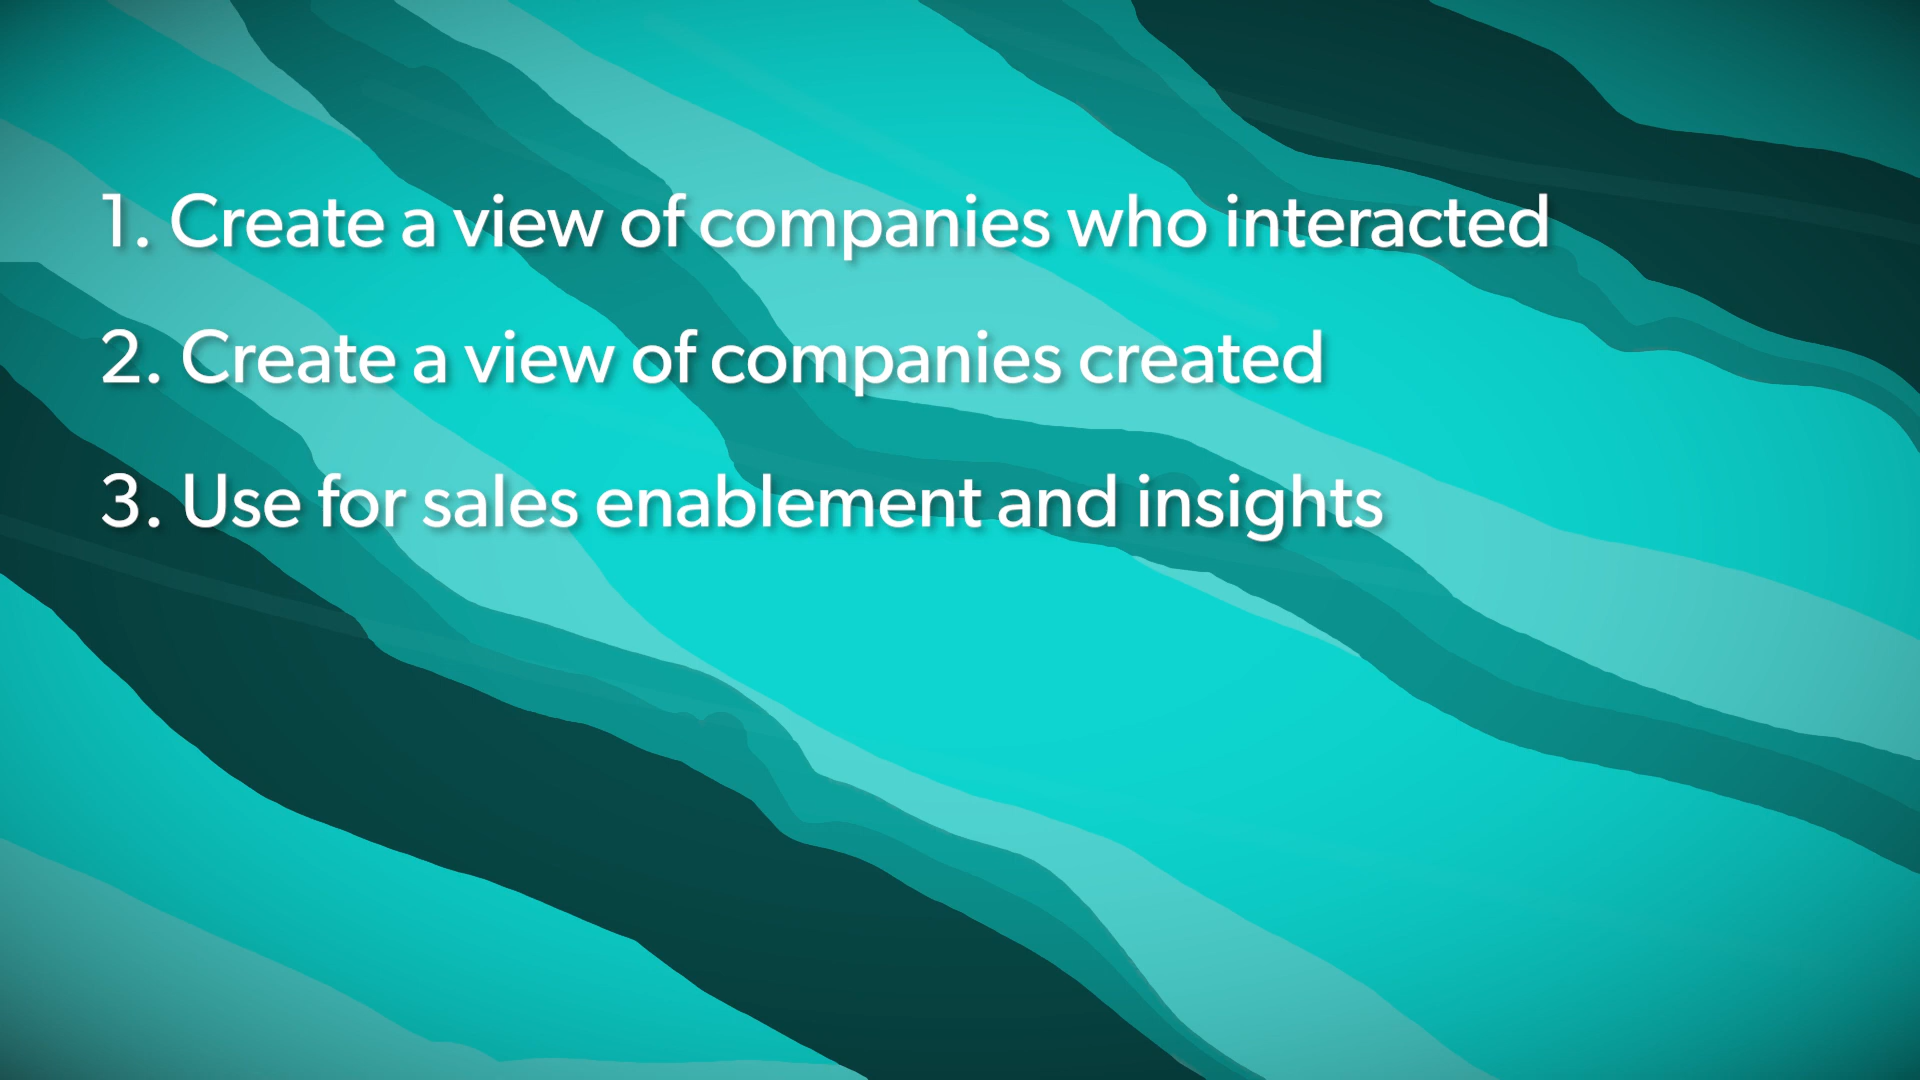 1. Create a view of companies who interacted
2. Create a view of companies created
3. Use for sales enablement and insights